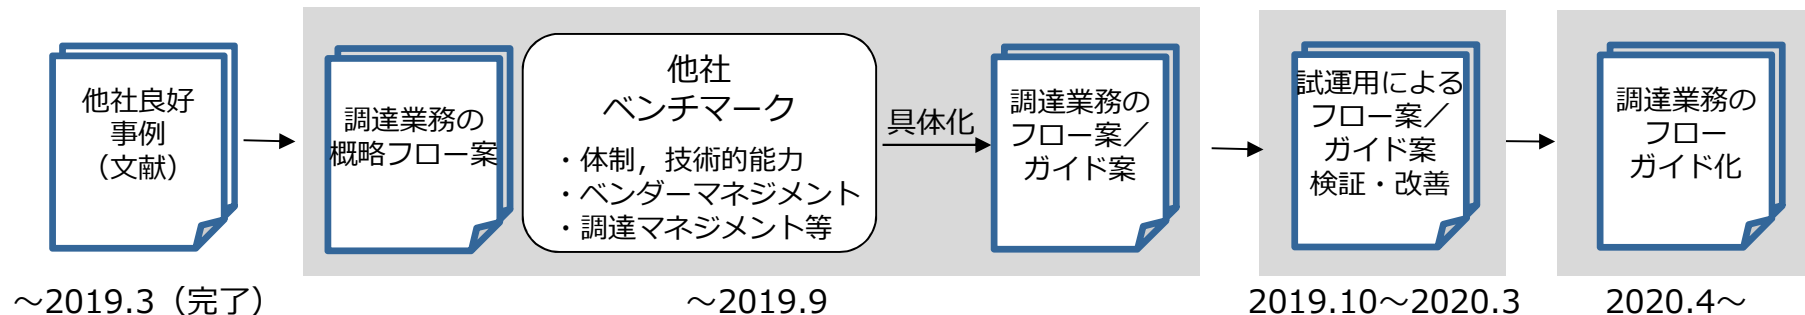 他社良好
事例
（文献）
調達業務の
概略フロー案
他社
ベンチマーク
・体制，技術的能力
・ベンダーマネジメント
・調達マネジメント等
具体化
調達業務の
フロー案／
ガイド案
試運用による
フロー案／
ガイド案
検証・改善
調達業務の
フロー
ガイド化
～2019.3（完了）
～2019.9
2019.10～2020.3
2020.4～